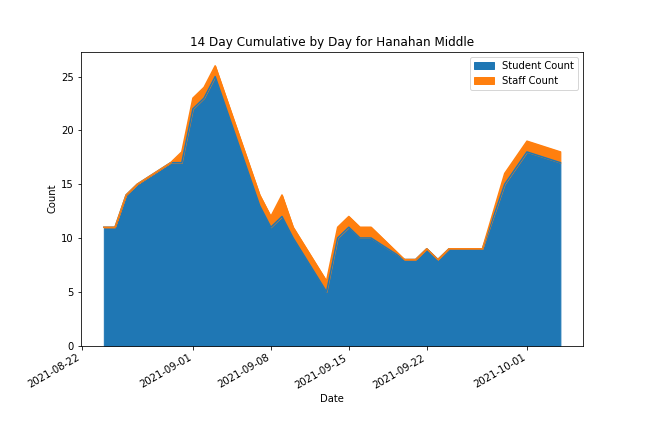 14 Day Cumulative by Day for Hanahan Middle
Student Count
Staff Count
25
20
15
10
5
0
Count
2021-08-22
2021-09-01
2021-09-08
2021-09-15
2021-09-22
2021-10-01
Date